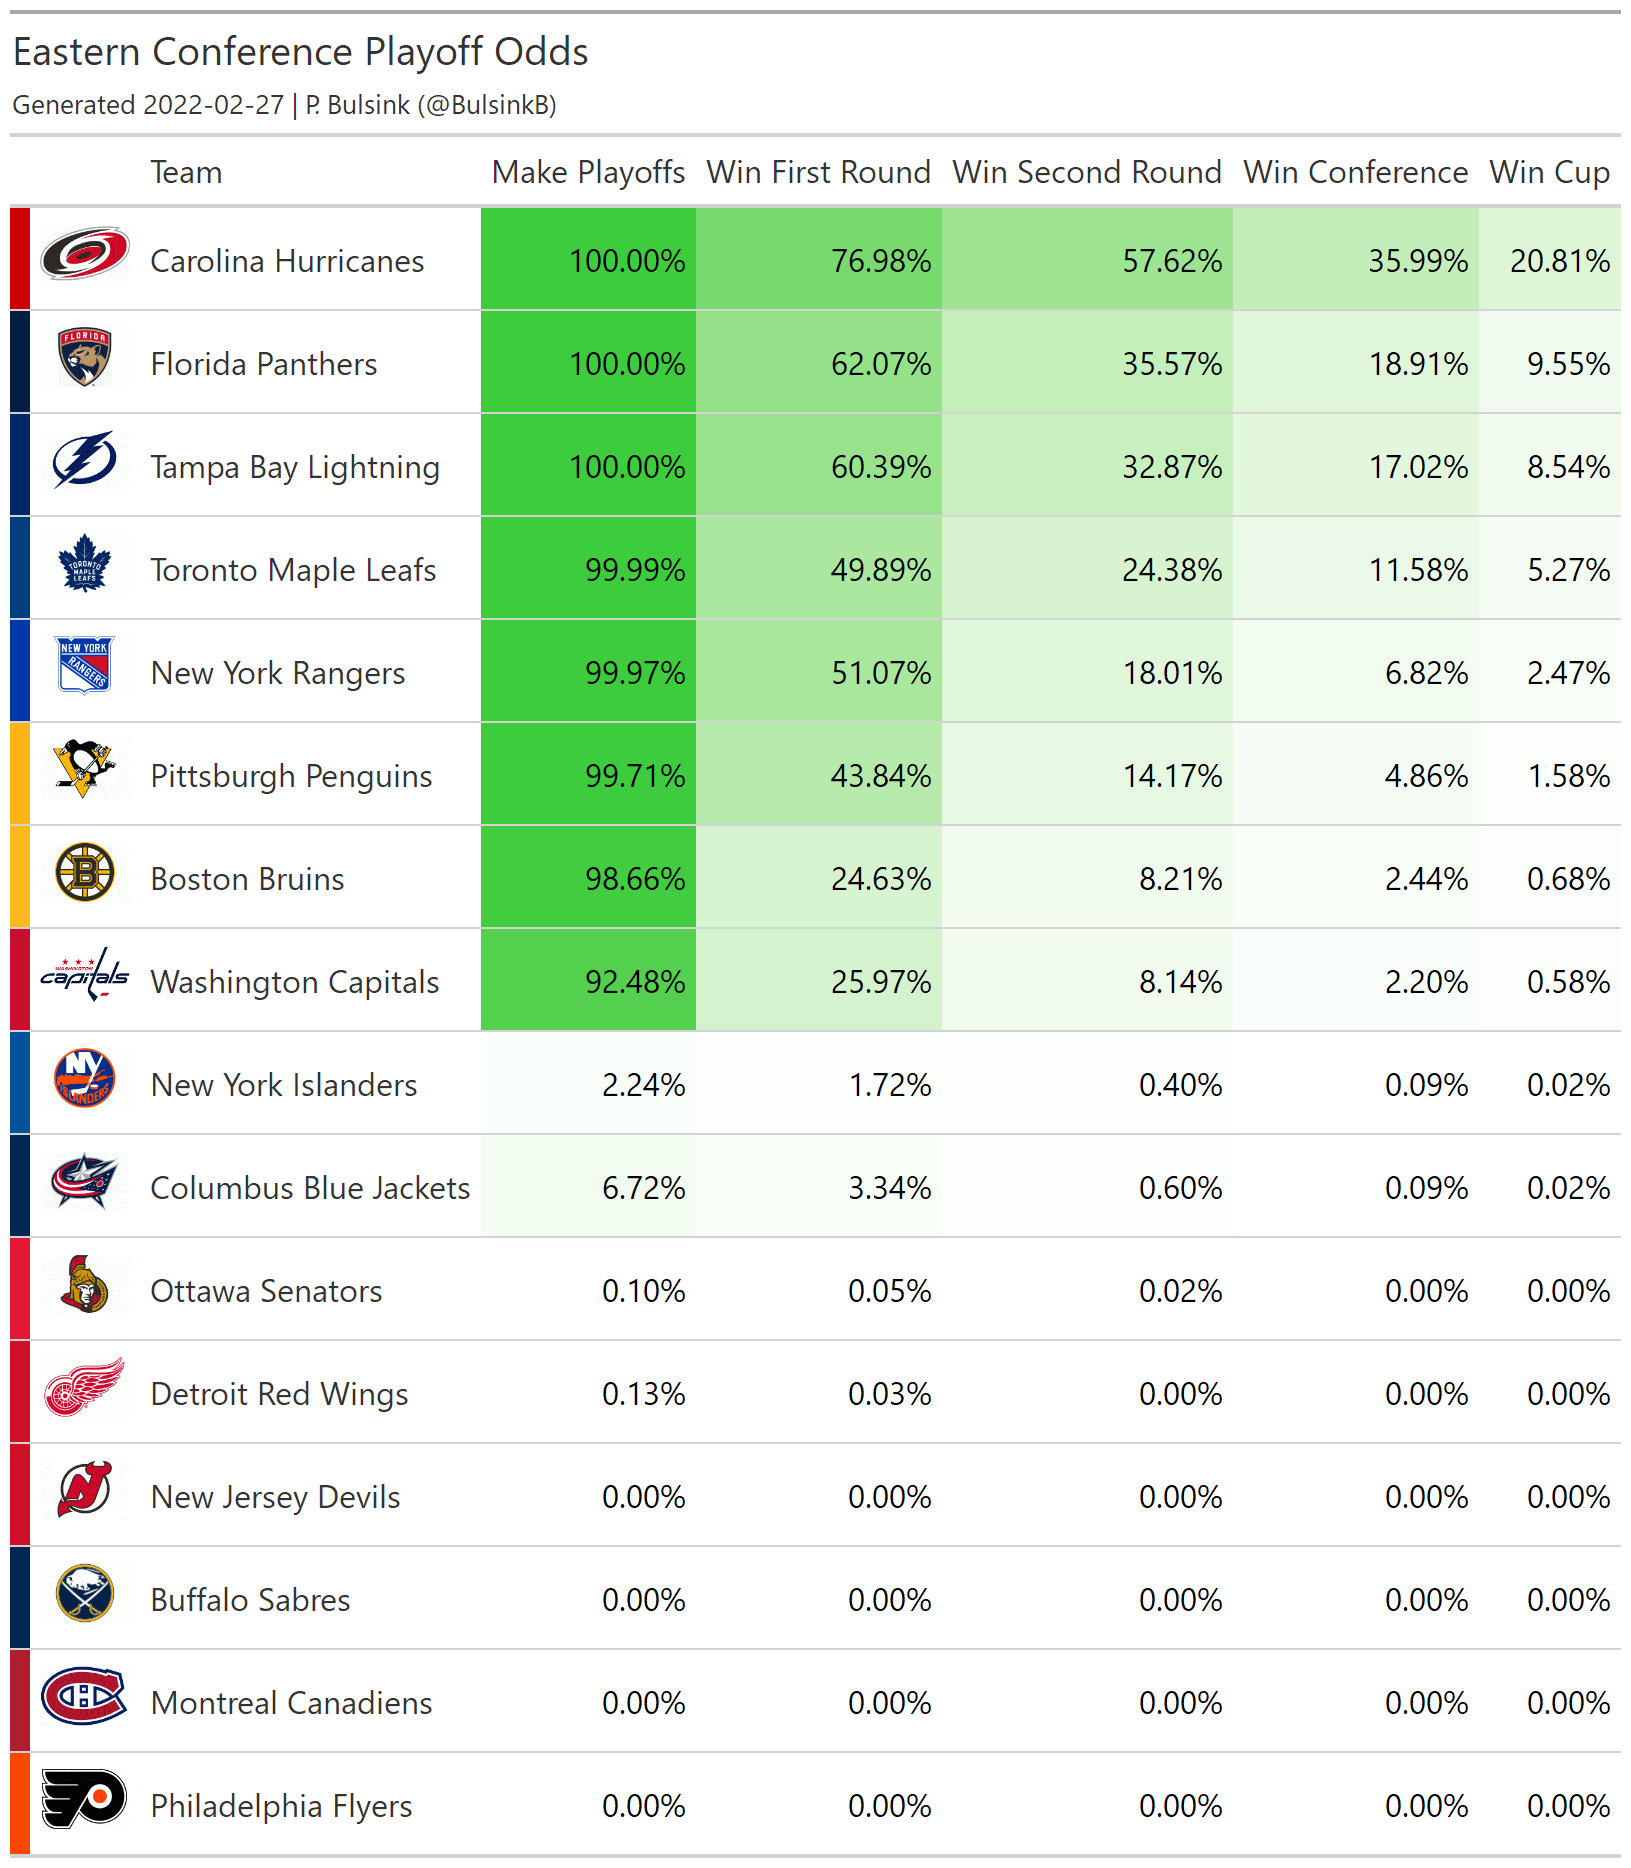 Eastern Conference Playoff Odds
Generated 2022-02-27 | P. Bulsink (@BulsinkB)
Team Make Playoffs Win First Round Win Second Round Win Conference Win Cup
Carolina Hurricanes 100.00% 76.98% 57.62% 35.99% 20.81%
FLORIDA
Florida Panthers 100.00% 62.07% 35.57% 18.91% 9.55%
Tampa Bay Lightning 100.00% 60.39% 32.87% 17.02% 8.54%
TORONTO
MAPLE
LEAFS
Toronto Maple Leafs 99.99% 49.89% 24.38% 11.58% 5.27%
NEW YORK
RANGERS
New York Rangers 99.97% 51.07% 18.01% 6.82% 2.47%
Pittsburgh Penguins 99.71% 43.84% 14.17% 4.86% 1.58%
B
Boston Bruins 98.66% 24.63% 8.21% 2.44% 0.68%
WASHINGTON
capitals
Washington Capitals 92.48% 25.97% 8.14% 2.20% 0.58%
NY
ISLANDERS
New York Islanders 2.24% 1.72% 0.40% 0.09% 0.02%
Columbus Blue Jackets 6.72% 3.34% 0.60% 0.09% 0.02%
Ottawa Senators 0.10% 0.05% 0.02% 0.00% 0.00%
Detroit Red Wings 0.13% 0.03% 0.00% 0.00% 0.00%
New Jersey Devils 0.00% 0.00% 0.00% 0.00% 0.00%
Buffalo Sabres 0.00% 0.00% 0.00% 0.00% 0.00%
Montreal Canadiens 0.00% 0.00% 0.00% 0.00% 0.00%
Philadelphia Flyers 0.00% 0.00% 0.00% 0.00% 0.00%